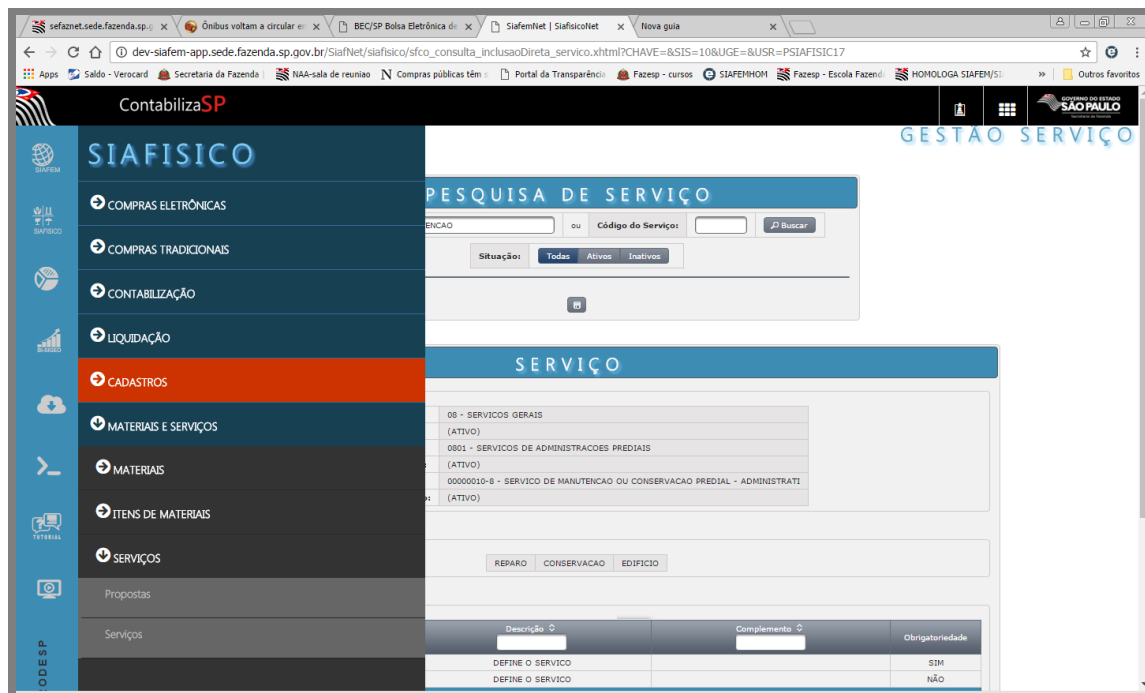 sefaznet.sede.fazenda.sp.g
Ônibus voltam a circular er
BEC/SP Bolsa Eletrônica de
SiafemNet | SiafisicoNet
Nova guia
dev-siafem-app.sede.fazenda.sp.gov.br/SiafNet/siafisico/sfco_consulta_inclusaoDireta_servico.xhtml?CHAVE=&SIS=10&UGE=&USR=PSIAFISIC17
Apps
Saldo - Verocard
Secretaria da Fazenda |
NAA-sala de reuniao
Compras públicas têm s
Portal da Transparência
Fazesp - cursos
SIAFEMHOM
Fazesp - Escola Fazend
HOMOLOGA SIAFEM/SI
»
Outros favoritos
ContabilizaSP
GOVERNO DO ESTADO
SÃO PAULO
GESTÃO SERVIÇO
SIAFEM
SIAFISICO
BI-SIGEO
TUTORIAL
CODESP
SIAFISICO
COMPRAS ELETRÔNICAS
COMPRAS TRADICIONAIS
CONTABILIZAÇÃO
LIQUIDAÇÃO
CADASTROS
MATERIAIS E SERVIÇOS
MATERIAIS
ITENS DE MATERIAIS
SERVIÇOS
Propostas
Serviços
PESQUISA DE SERVIÇO
ENCAO ou Código do Serviço: Buscar
Situação: Todas Ativos Inativos
SERVIÇO
08 - SERVICOS GERAIS
(ATIVO)
0801 - SERVICOS DE ADMINISTRACOES PREDIAIS
: (ATIVO)
00000010-8 - SERVICO DE MANUTENCAO OU CONSERVACAO PREDIAL - ADMINISTRATI
o: (ATIVO)
REPARO CONSERVACAO EDIFICIO
Descrição Complemento Obrigatoriedade
DEFINE O SERVICO SIM
DEFINE O SERVICO NÃO